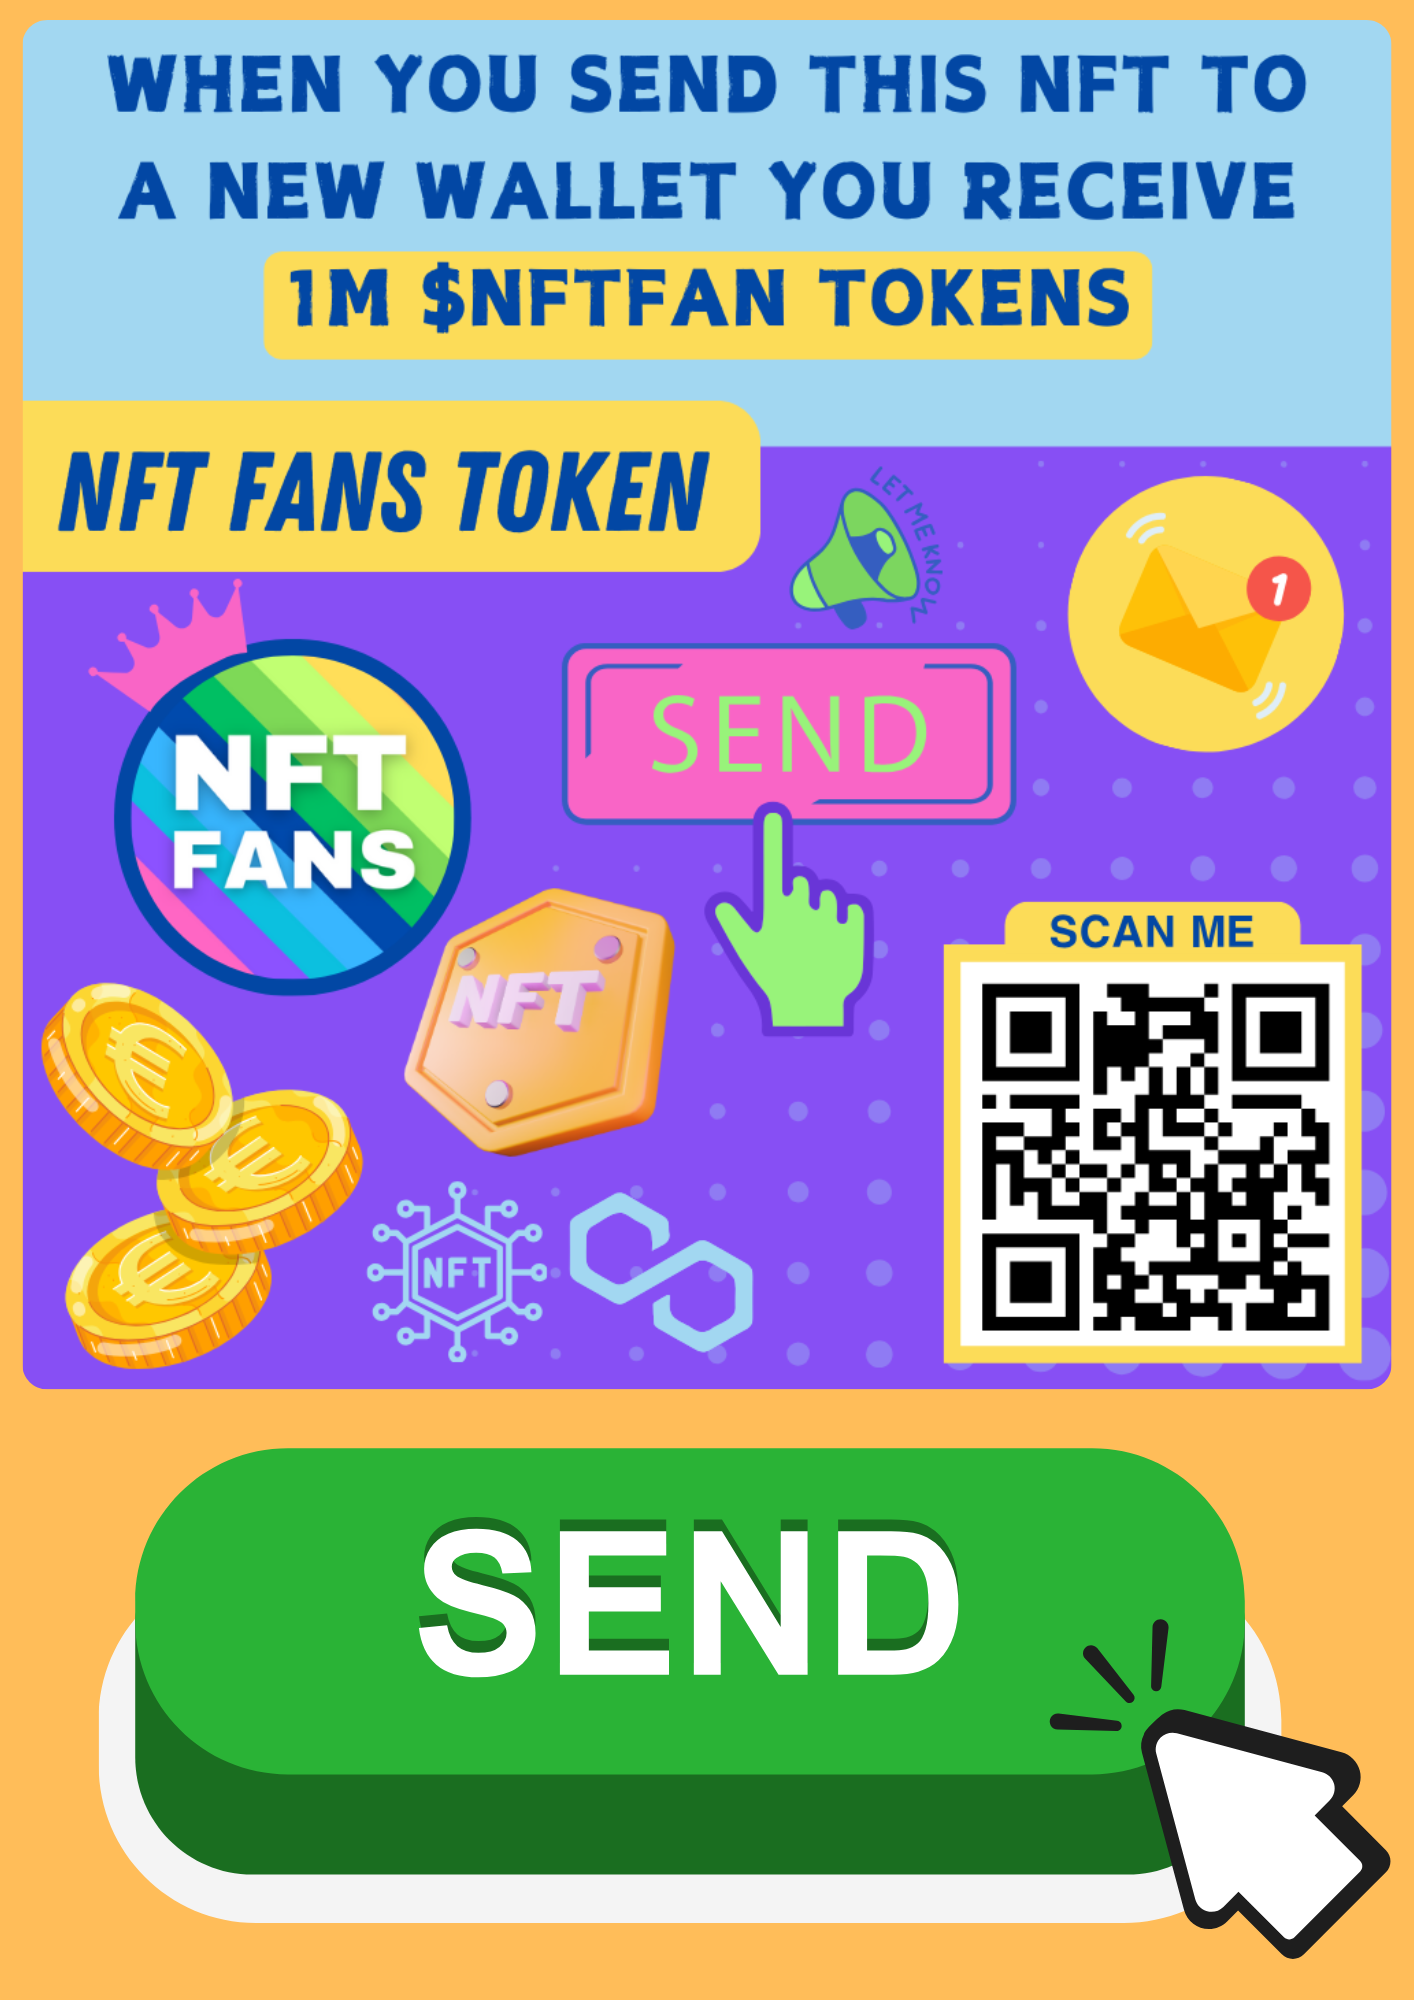 WHEN YOU SEND THIS NFT TO
A NEW WALLET YOU RECEIVE
1M $NFTFAN TOKENS
NFT FANS TOKEN
LET ME KNOW
1
SEND
NFT
FANS
SCAN ME
NFT
NFT
SEND